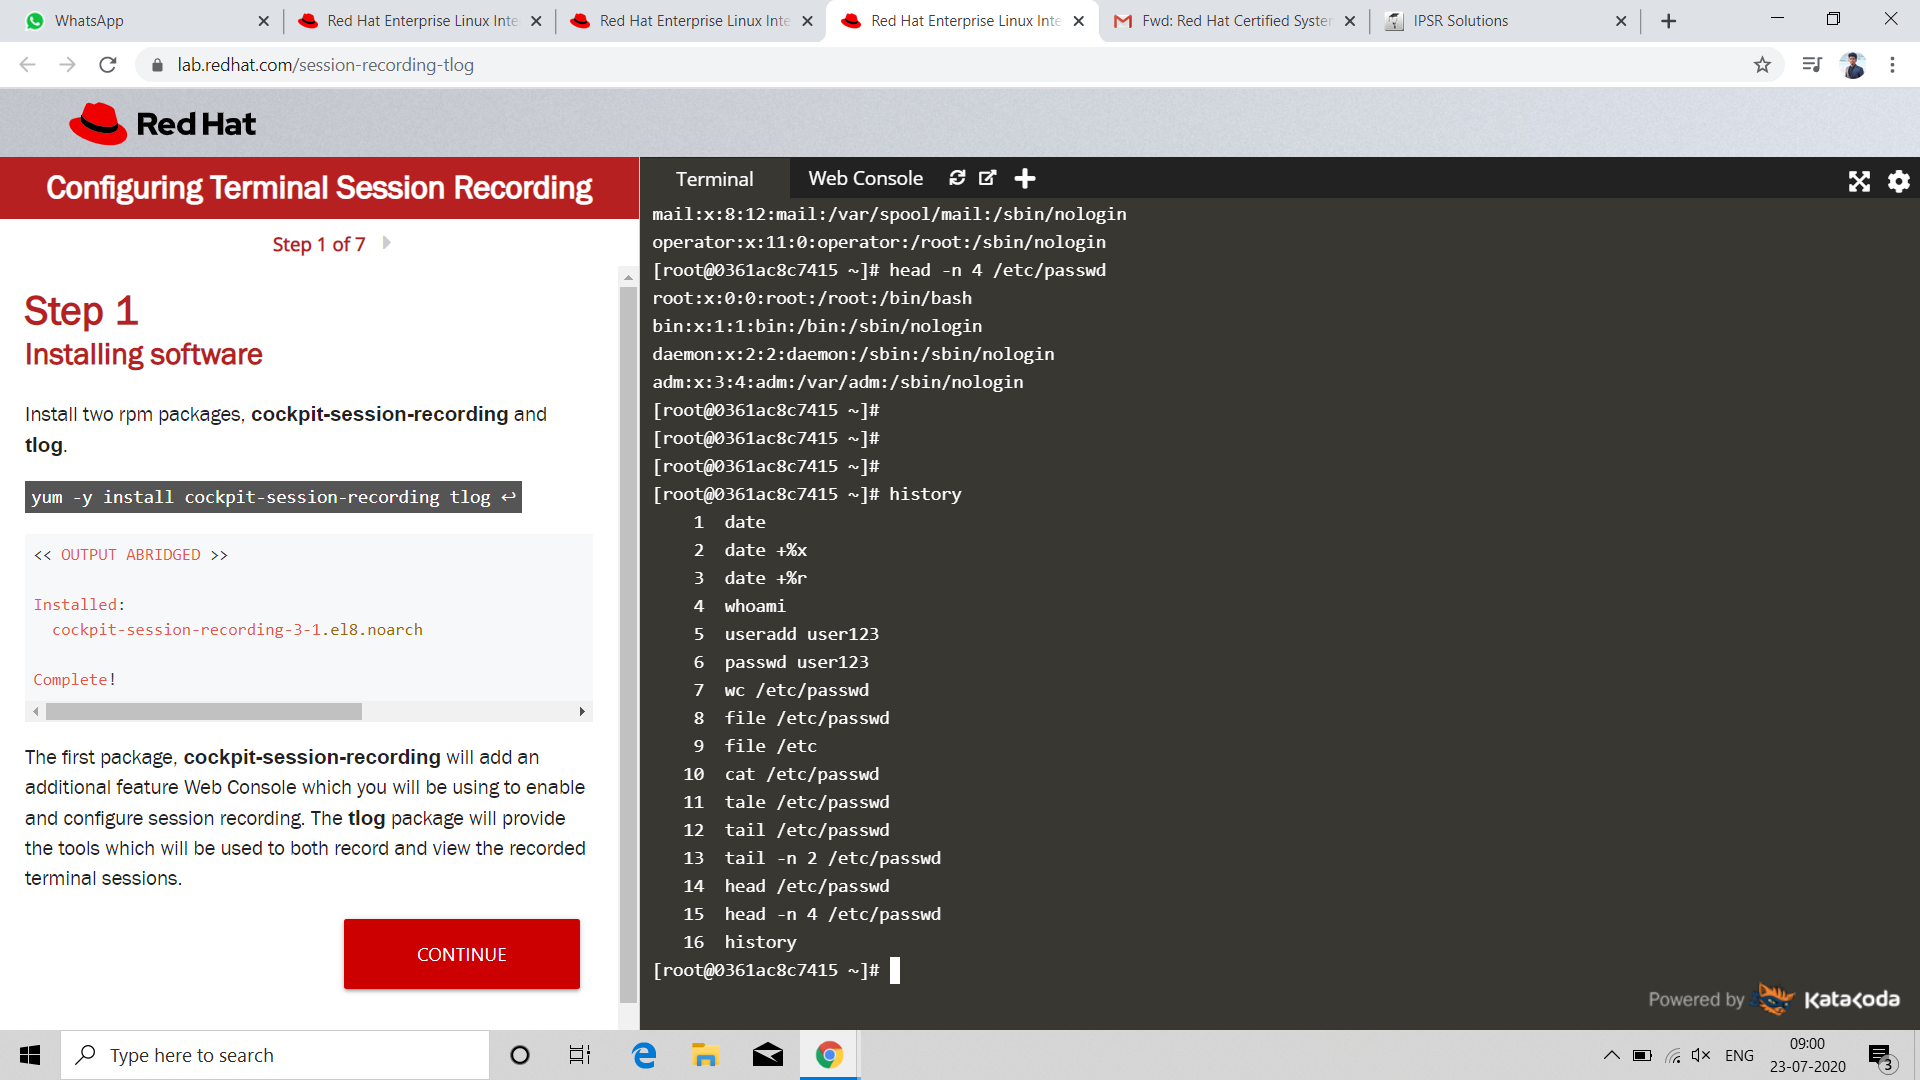 WhatsApp
Red Hat Enterprise Linux Inte
Red Hat Enterprise Linux Inte
Red Hat Enterprise Linux Inte
Fwd: Red Hat Certified System
IPSR Solutions
lab.redhat.com/session-recording-tlog
Red Hat
Configuring Terminal Session Recording
Step 1 of 7
Step 1
Installing software
Install two rpm packages, cockpit-session-recording and
tlog.
yum -y install cockpit-session-recording tlog ↩
<< OUTPUT ABRIDGED >>
Installed:
cockpit-session-recording-3-1.el8.noarch
Complete!
The first package, cockpit-session-recording will add an
additional feature Web Console which you will be using to enable
and configure session recording. The tlog package will provide
the tools which will be used to both record and view the recorded
terminal sessions.
CONTINUE
Terminal
Web Console
mail:x:8:12:mail:/var/spool/mail:/sbin/nologin
operator:x:11:0:operator:/root:/sbin/nologin
[root@0361ac8c7415 ~]# head -n 4 /etc/passwd
root:x:0:0:root:/root:/bin/bash
bin:x:1:1:bin:/bin:/sbin/nologin
daemon:x:2:2:daemon:/sbin:/sbin/nologin
adm:x:3:4:adm:/var/adm:/sbin/nologin
[root@0361ac8c7415 ~]#
[root@0361ac8c7415 ~]#
[root@0361ac8c7415 ~]#
[root@0361ac8c7415 ~]# history
1 date
2 date +%x
3 date +%r
4 whoami
5 useradd user123
6 passwd user123
7 wc /etc/passwd
8 file /etc/passwd
9 file /etc
10 cat /etc/passwd
11 tale /etc/passwd
12 tail /etc/passwd
13 tail -n 2 /etc/passwd
14 head /etc/passwd
15 head -n 4 /etc/passwd
16 history
[root@0361ac8c7415 ~]#
Powered by Katacoda
Type here to search
ENG
09:00
23-07-2020
3